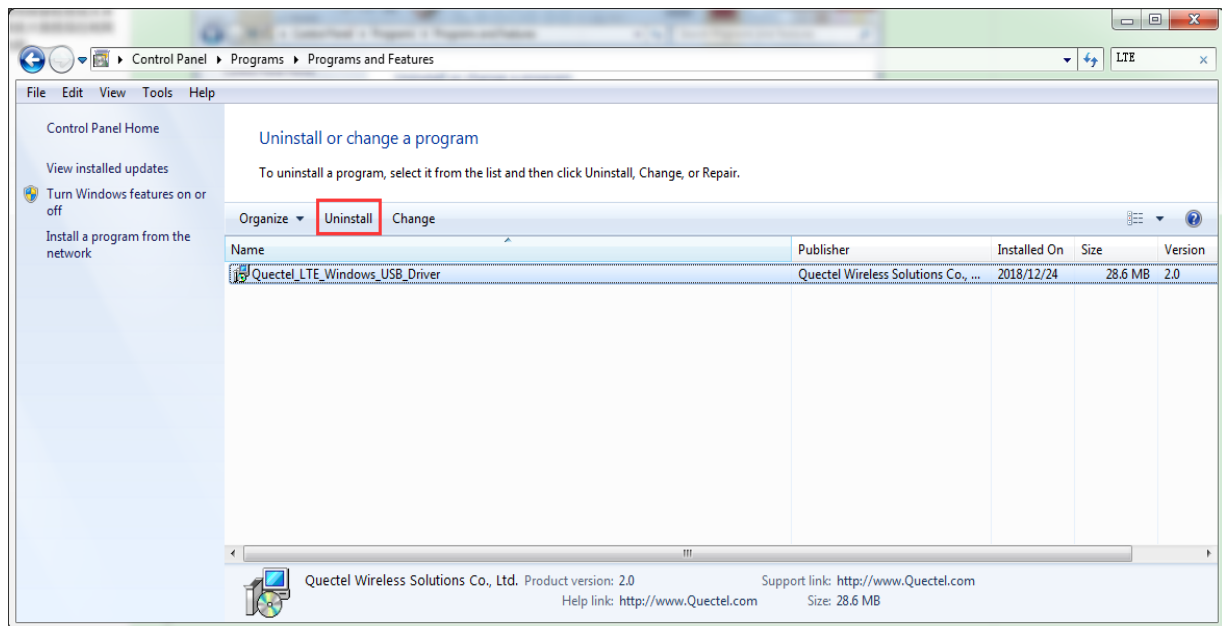 Control Panel ▸ Programs ▸ Programs and Features
LTE
File Edit View Tools Help
Control Panel Home
View installed updates
Turn Windows features on or
off
Install a program from the
network
Uninstall or change a program
To uninstall a program, select it from the list and then click Uninstall, Change, or Repair.
Organize Uninstall Change
Name Publisher Installed On Size Version
Quectel_LTE_Windows_USB_Driver Quectel Wireless Solutions Co., ... 2018/12/24 28.6 MB 2.0
Quectel Wireless Solutions Co., Ltd. Product version: 2.0 Support link: http://www.Quectel.com
Help link: http://www.Quectel.com Size: 28.6 MB